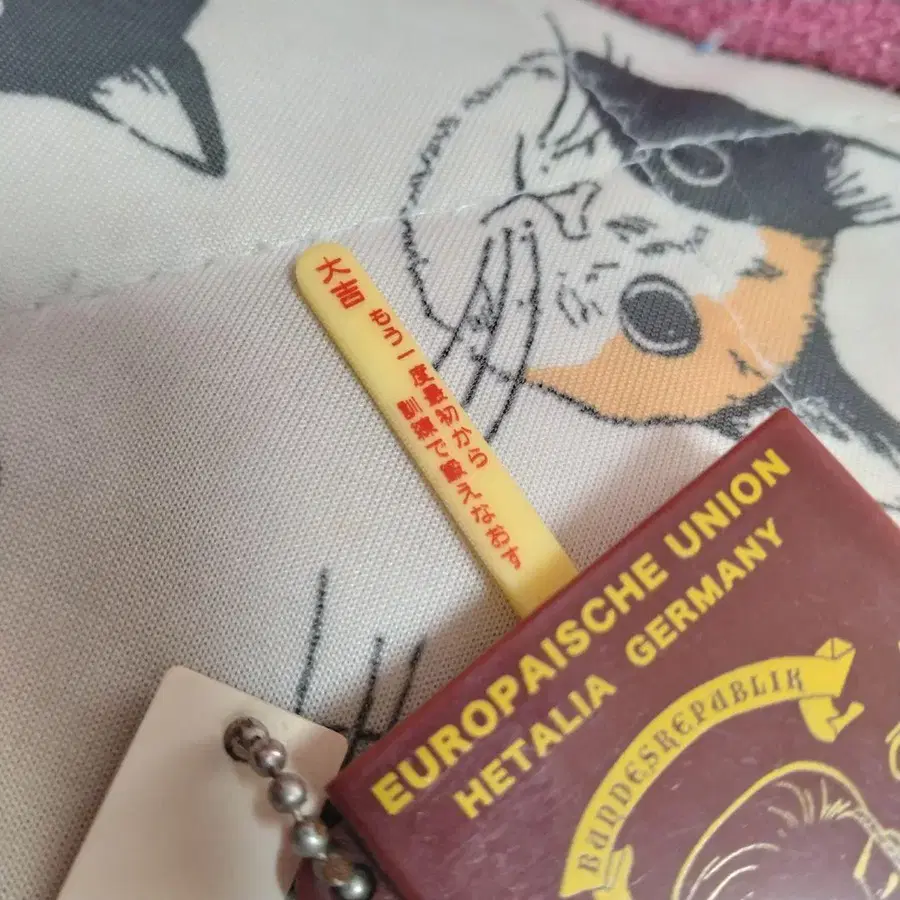 大吉
もう一度最初から
訓練で鍛えなおす
EUROPAISCHE UNION
HETALIA GERMANY
BUNDESREPUBLIK